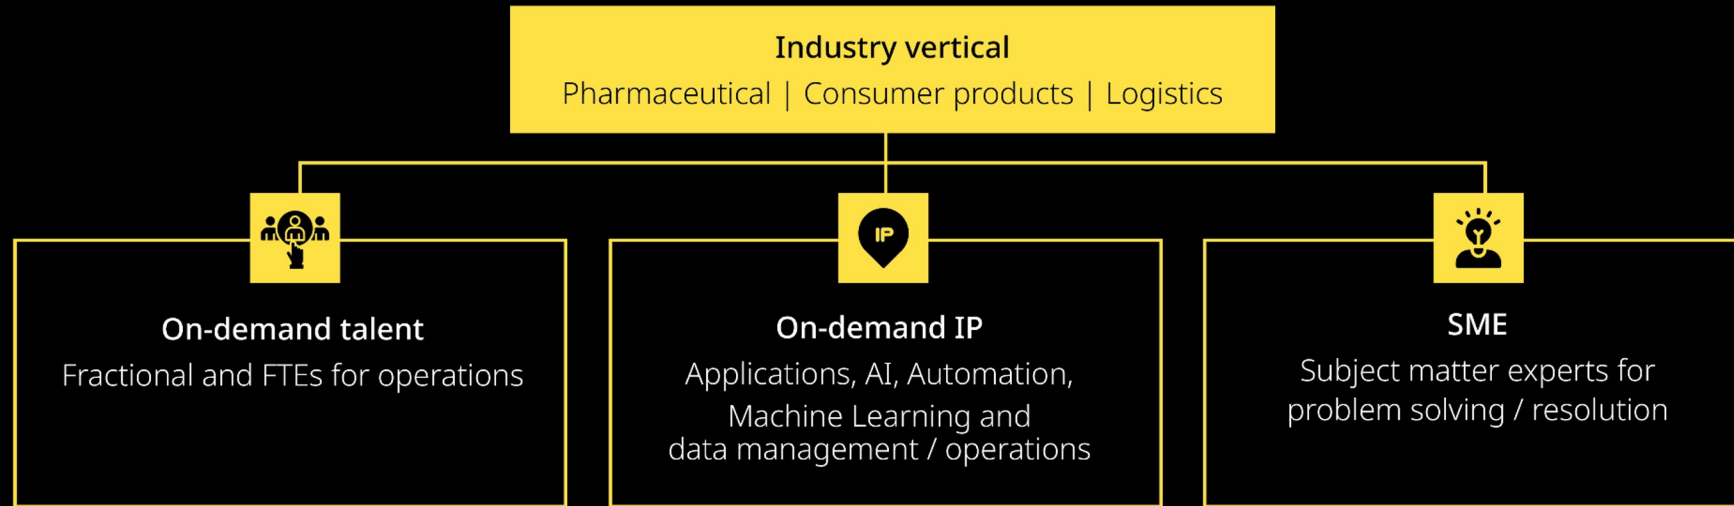 Industry vertical
Pharmaceutical | Consumer products | Logistics
On-demand talent
Fractional and FTEs for operations
IP
On-demand IP
Applications, AI, Automation,
Machine Learning and
data management / operations
SME
Subject matter experts for
problem solving / resolution